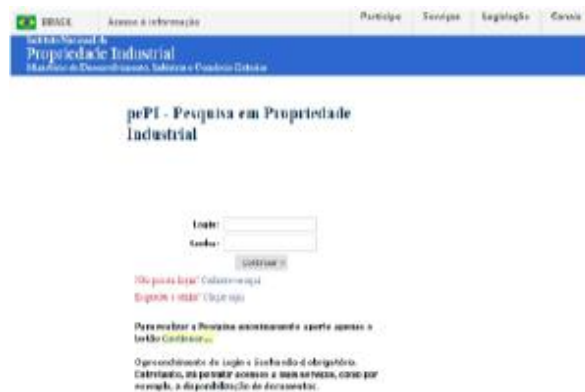 BRASIL Acesso à informação Participe Serviços Legislação Canais
Instituto Nacional da
Propriedade Industrial
Ministério do Desenvolvimento, Indústria e Comércio Exterior
pePI - Pesquisa em Propriedade
Industrial
Login:
Senha:
Continuar »
Não possui login? Cadastre-se aqui
Esqueceu a senha? Clique aqui
Para realizar a Pesquisa anonimamente aperte apenas o
botão Continuar...
O preenchimento do Login e Senha não é obrigatório.
Entretanto, irá permitir acessos a mais serviços, como por
exemplo, a disponibilização de documentos.